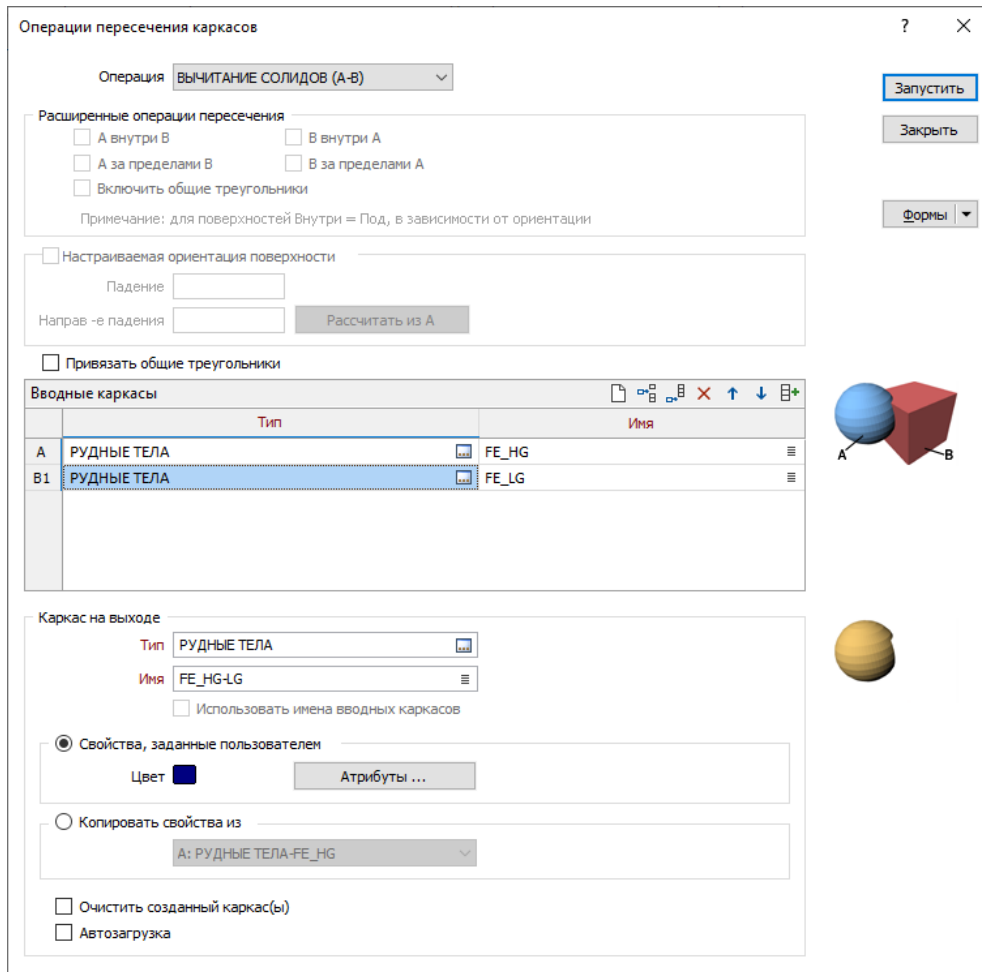 Операции пересечения каркасов
?
Операция ВЫЧИТАНИЕ СОЛИДОВ (A-B)
Запустить
Расширенные операции пересечения
Закрыть
А внутри В
В внутри А
А за пределами В
В за пределами А
Включить общие треугольники
Примечание: для поверхностей Внутри = Под, в зависимости от ориентации
Формы
Настраиваемая ориентация поверхности
Падение
Направ -е падения
Рассчитать из А
Привязать общие треугольники
Вводные каркасы
Тип
Имя
A РУДНЫЕ ТЕЛА FE_HG
B1 РУДНЫЕ ТЕЛА FE_LG
A
B
Каркас на выходе
Тип РУДНЫЕ ТЕЛА
Имя FE_HG-LG
Использовать имена вводных каркасов
Свойства, заданные пользователем
Цвет
Атрибуты ...
Копировать свойства из
A: РУДНЫЕ ТЕЛА-FE_HG
Очистить созданный каркас(ы)
Автозагрузка